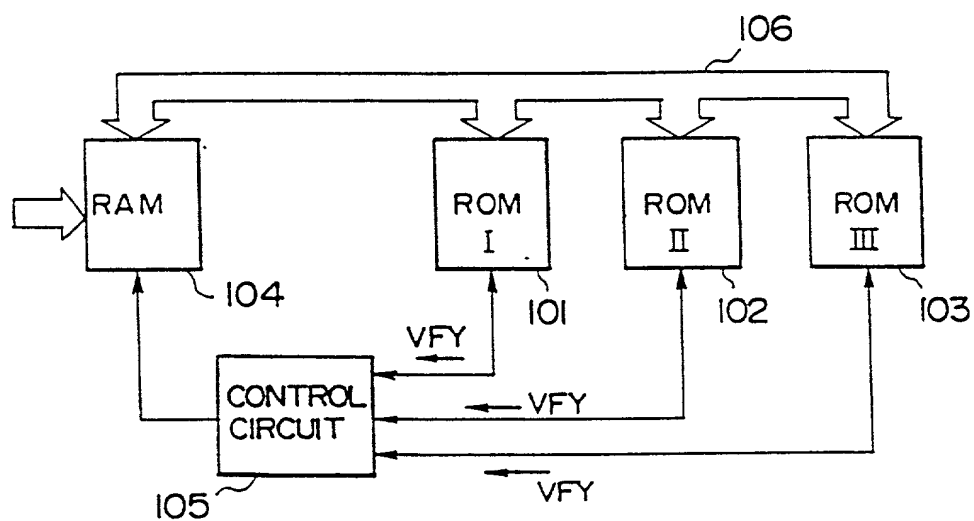 106
RAM
ROM
I
ROM
II
ROM
III
104
101
102
103
VFY
CONTROL
CIRCUIT
VFY
VFY
105